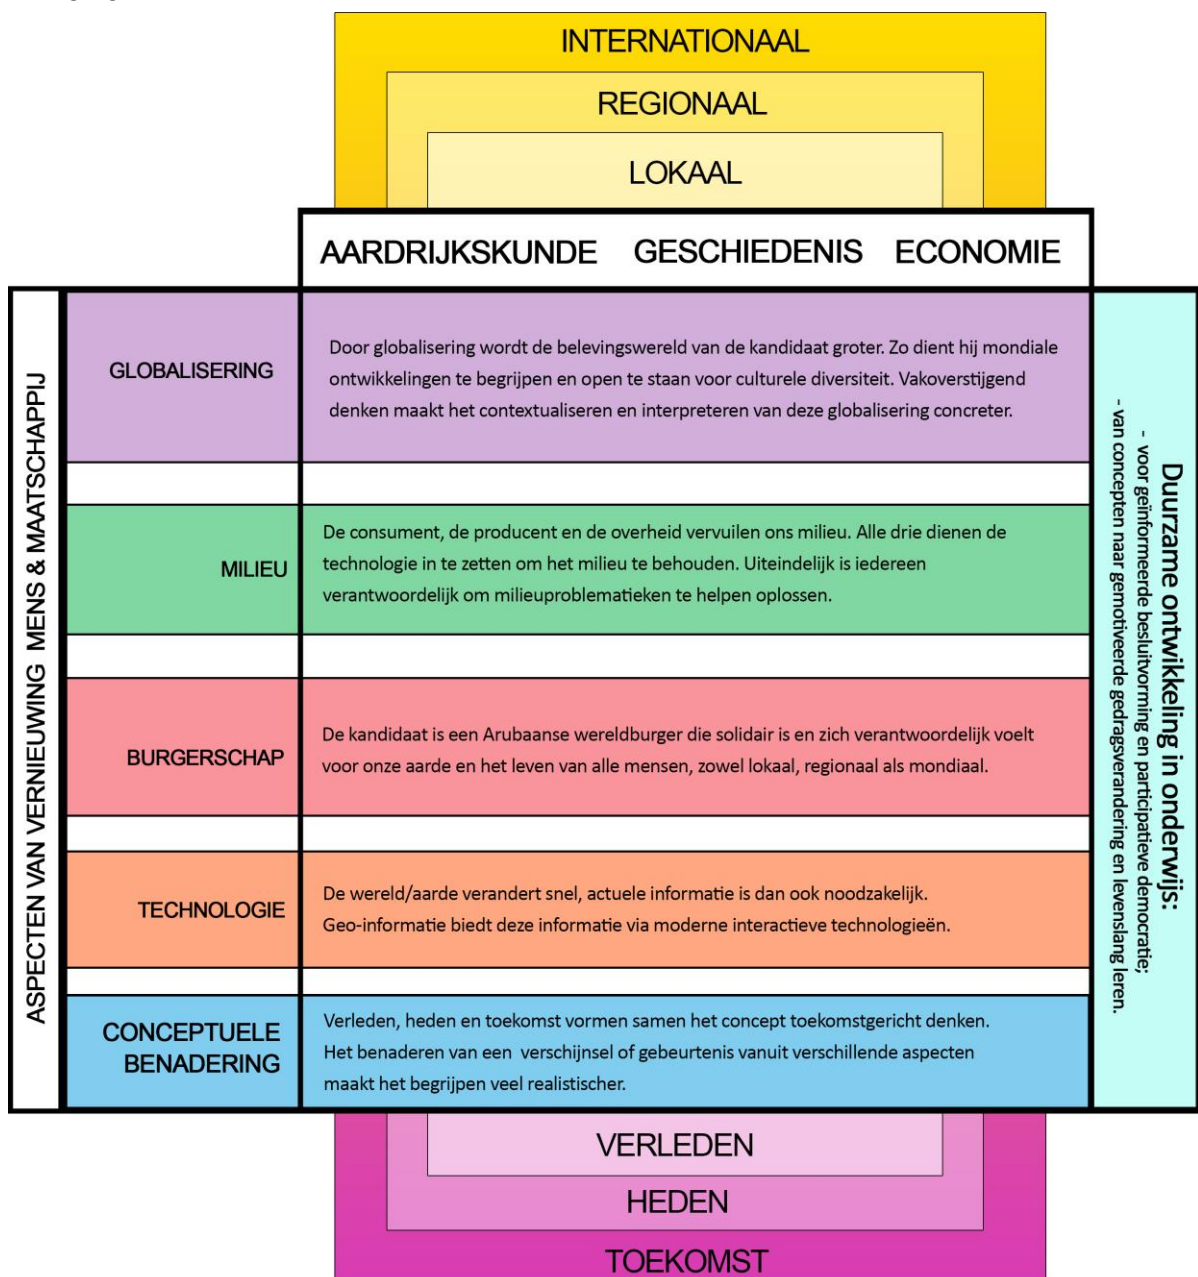 INTERNATIONAAL
REGIONAAL
LOKAAL
AARDRIJKSKUNDE GESCHIEDENIS ECONOMIE
ASPECTEN VAN VERNIEUWING MENS & MAATSCHAPPIJ
GLOBALISERING
Door globalisering wordt de belevingswereld van de kandidaat groter. Zo dient hij mondiale
ontwikkelingen te begrijpen en open te staan voor culturele diversiteit. Vakoverstijgend
denken maakt het contextualiseren en interpreteren van deze globalisering concreter.
MILIEU
De consument, de producent en de overheid vervuilen ons milieu. Alle drie dienen de
technologie in te zetten om het milieu te behouden. Uiteindelijk is iedereen
verantwoordelijk om milieuproblematieken te helpen oplossen.
BURGERSCHAP
De kandidaat is een Arubaanse wereldburger die solidair is en zich verantwoordelijk voelt
voor onze aarde en het leven van alle mensen, zowel lokaal, regionaal als mondiaal.
TECHNOLOGIE
De wereld/aarde verandert snel, actuele informatie is dan ook noodzakelijk.
Geo-informatie biedt deze informatie via moderne interactieve technologieën.
CONCEPTUELE
BENADERING
Verleden, heden en toekomst vormen samen het concept toekomstgericht denken.
Het benaderen van een verschijnsel of gebeurtenis vanuit verschillende aspecten
maakt het begrijpen veel realistischer.
Duurzame ontwikkeling in onderwijs:
- voor geïnformeerde besluitvorming en participatieve democratie;
- van concepten naar gemotiveerde gedragsverandering en levenslang leren.
VERLEDEN
HEDEN
TOEKOMST